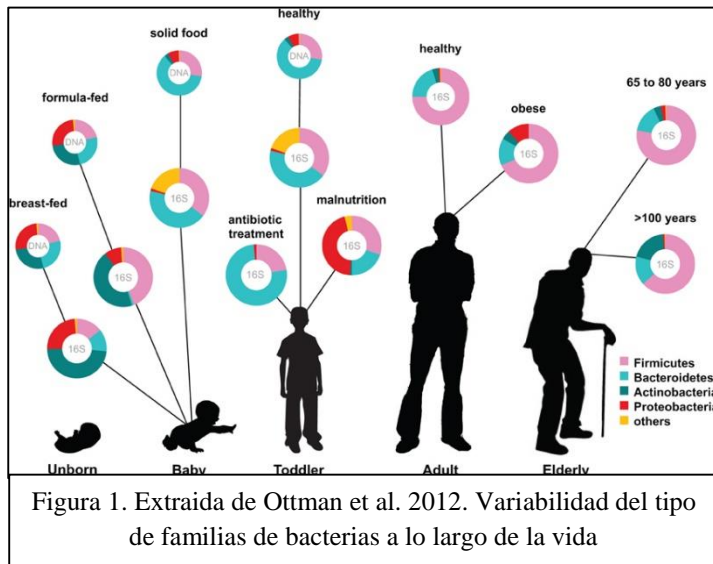 solid food
DNA
healthy
DNA
healthy
16S
65 to 80 years
16S
formula-fed
DNA
obese
16S
breast-fed
DNA
16S
16S
antibiotic
treatment
16S
malnutrition
16S
>100 years
16S
16S
16S
Firmicutes
Bacteroidetes
Actinobacteria
Proteobacteria
others
Unborn
Baby
Toddler
Adult
Elderly
Figura 1. Extraida de Ottman et al. 2012. Variabilidad del tipo
de familias de bacterias a lo largo de la vida